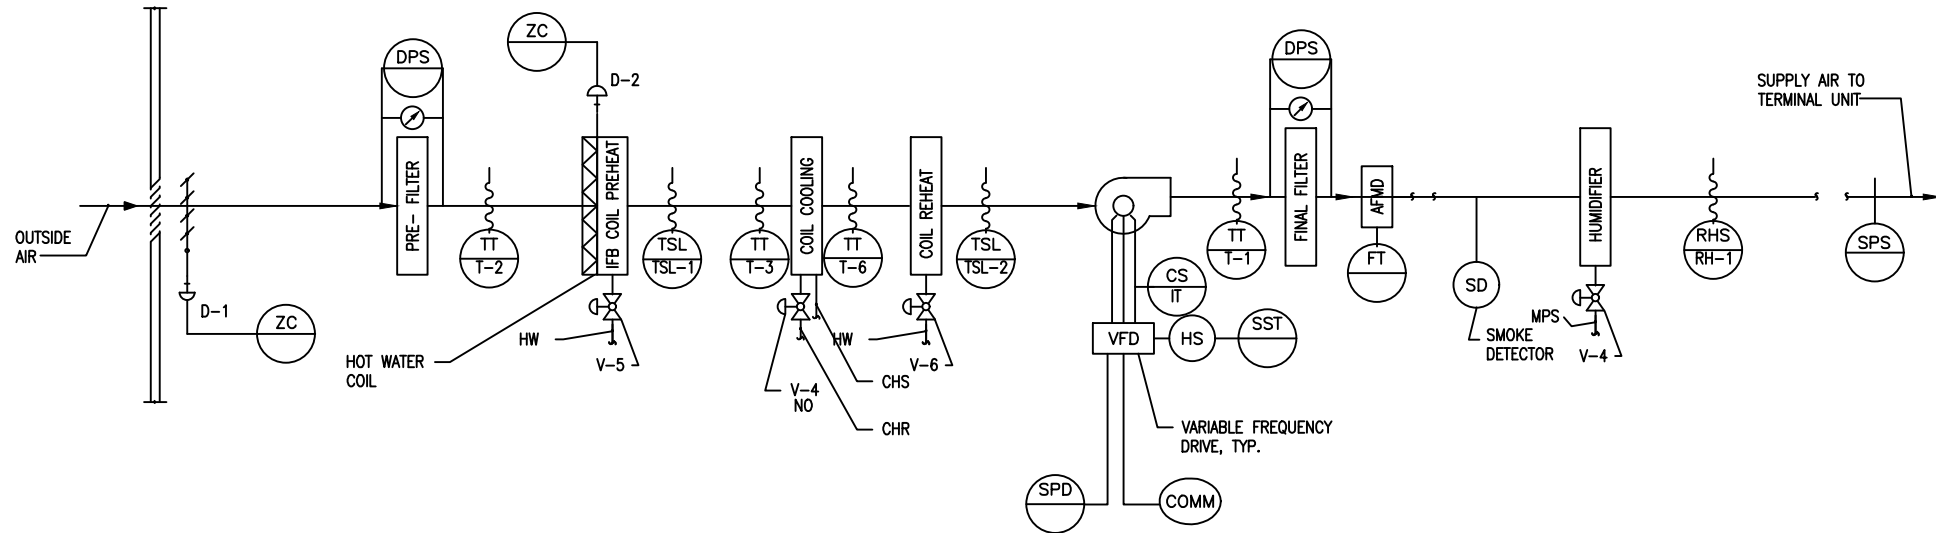 ZC
DPS
DPS
D-2
SUPPLY AIR TO
TERMINAL UNIT
PRE- FILTER
IFB COIL PREHEAT
COIL COOLING
COIL REHEAT
FINAL FILTER
AFMD
HUMIDIFIER
OUTSIDE
AIR
TT
T-2
TSL
TSL-1
TT
T-3
TT
T-6
TSL
TSL-2
TT
T-1
FT
RHS
RH-1
SPS
D-1
ZC
CS
IT
SD
HW
HW
VFD
HS
SST
MPS
SMOKE
DETECTOR
V-4
HOT WATER
COIL
V-5
V-4
NO
CHS
V-6
CHR
VARIABLE FREQUENCY
DRIVE, TYP.
SPD
COMM